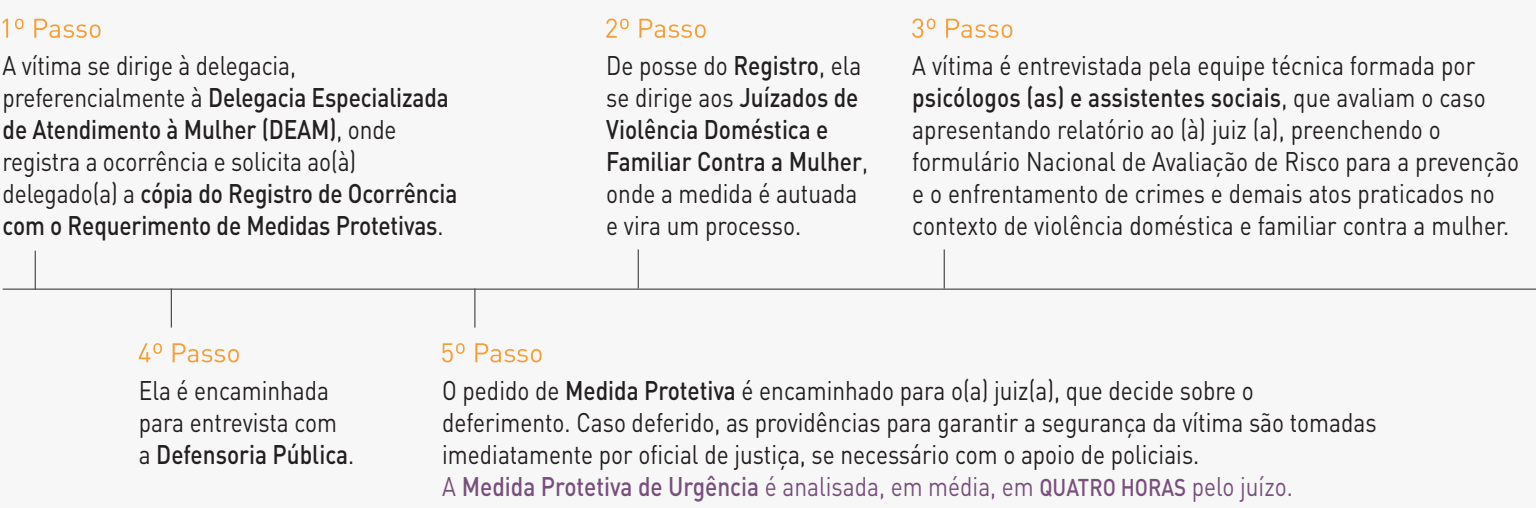 1º Passo
A vítima se dirige à delegacia,
preferencialmente à Delegacia Especializada
de Atendimento à Mulher (DEAM), onde
registra a ocorrência e solicita ao(à)
delegado(a) a cópia do Registro de Ocorrência
com o Requerimento de Medidas Protetivas.
2º Passo
De posse do Registro, ela
se dirige aos Juízados de
Violência Doméstica e
Familiar Contra a Mulher,
onde a medida é autuada
e vira um processo.
3º Passo
A vítima é entrevistada pela equipe técnica formada por
psicólogos (as) e assistentes sociais, que avaliam o caso
apresentando relatório ao (à) juiz (a), preenchendo o
formulário Nacional de Avaliação de Risco para a prevenção
e o enfrentamento de crimes e demais atos praticados no
contexto de violência doméstica e familiar contra a mulher.
4º Passo
Ela é encaminhada
para entrevista com
a Defensoria Pública.
5º Passo
O pedido de Medida Protetiva é encaminhado para o(a) juiz(a), que decide sobre o
deferimento. Caso deferido, as providências para garantir a segurança da vítima são tomadas
imediatamente por oficial de justiça, se necessário com o apoio de policiais.
A Medida Protetiva de Urgência é analisada, em média, em QUATRO HORAS pelo juízo.